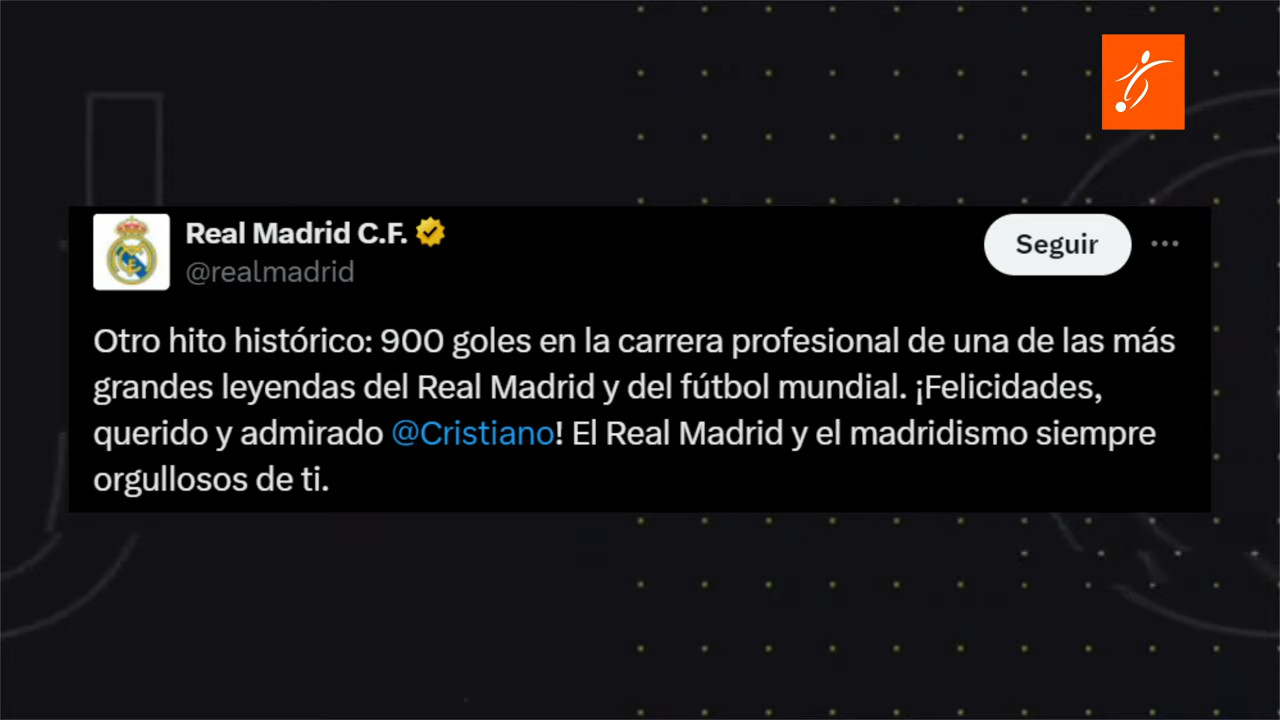 Real Madrid C.F.
@realmadrid
Seguir
Otro hito histórico: 900 goles en la carrera profesional de una de las más
grandes leyendas del Real Madrid y del fútbol mundial. ¡Felicidades,
querido y admirado @Cristiano! El Real Madrid y el madridismo siempre
orgullosos de ti.